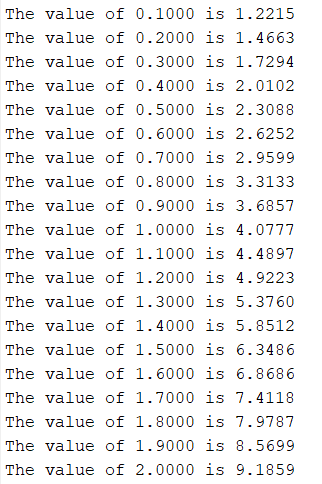 The value of 0.1000 is 1.2215
The value of 0.2000 is 1.4663
The value of 0.3000 is 1.7294
The value of 0.4000 is 2.0102
The value of 0.5000 is 2.3088
The value of 0.6000 is 2.6252
The value of 0.7000 is 2.9599
The value of 0.8000 is 3.3133
The value of 0.9000 is 3.6857
The value of 1.0000 is 4.0777
The value of 1.1000 is 4.4897
The value of 1.2000 is 4.9223
The value of 1.3000 is 5.3760
The value of 1.4000 is 5.8512
The value of 1.5000 is 6.3486
The value of 1.6000 is 6.8686
The value of 1.7000 is 7.4118
The value of 1.8000 is 7.9787
The value of 1.9000 is 8.5699
The value of 2.0000 is 9.1859